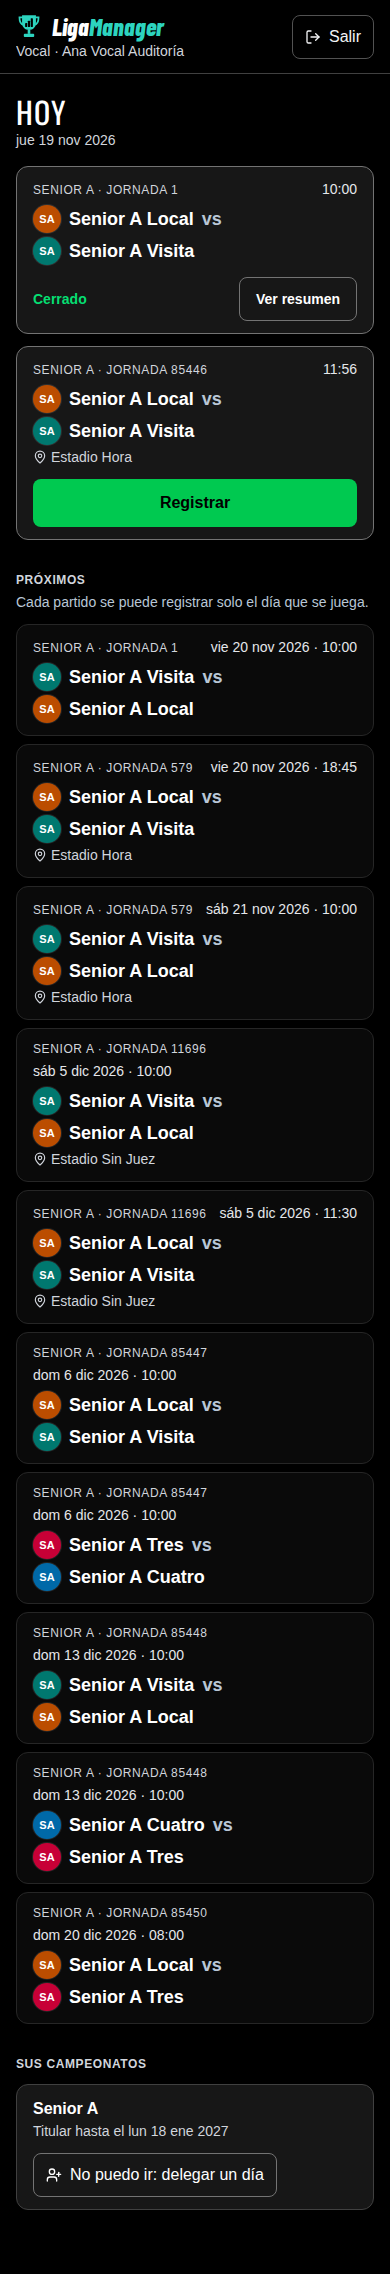 LigaManager
Vocal · Ana Vocal Auditoría
Salir
HOY
jue 19 nov 2026
SENIOR A · JORNADA 1 10:00
SA Senior A Local vs
SA Senior A Visita
Cerrado Ver resumen
SENIOR A · JORNADA 85446 11:56
SA Senior A Local vs
SA Senior A Visita
Estadio Hora
Registrar
PRÓXIMOS
Cada partido se puede registrar solo el día que se juega.
SENIOR A · JORNADA 1 vie 20 nov 2026 · 10:00
SA Senior A Visita vs
SA Senior A Local
SENIOR A · JORNADA 579 vie 20 nov 2026 · 18:45
SA Senior A Local vs
SA Senior A Visita
Estadio Hora
SENIOR A · JORNADA 579 sáb 21 nov 2026 · 10:00
SA Senior A Visita vs
SA Senior A Local
Estadio Hora
SENIOR A · JORNADA 11696
sáb 5 dic 2026 · 10:00
SA Senior A Visita vs
SA Senior A Local
Estadio Sin Juez
SENIOR A · JORNADA 11696 sáb 5 dic 2026 · 11:30
SA Senior A Local vs
SA Senior A Visita
Estadio Sin Juez
SENIOR A · JORNADA 85447
dom 6 dic 2026 · 10:00
SA Senior A Local vs
SA Senior A Visita
SENIOR A · JORNADA 85447
dom 6 dic 2026 · 10:00
SA Senior A Tres vs
SA Senior A Cuatro
SENIOR A · JORNADA 85448
dom 13 dic 2026 · 10:00
SA Senior A Visita vs
SA Senior A Local
SENIOR A · JORNADA 85448
dom 13 dic 2026 · 10:00
SA Senior A Cuatro vs
SA Senior A Tres
SENIOR A · JORNADA 85450
dom 20 dic 2026 · 08:00
SA Senior A Local vs
SA Senior A Tres
SUS CAMPEONATOS
Senior A
Titular hasta el lun 18 ene 2027
No puedo ir: delegar un día